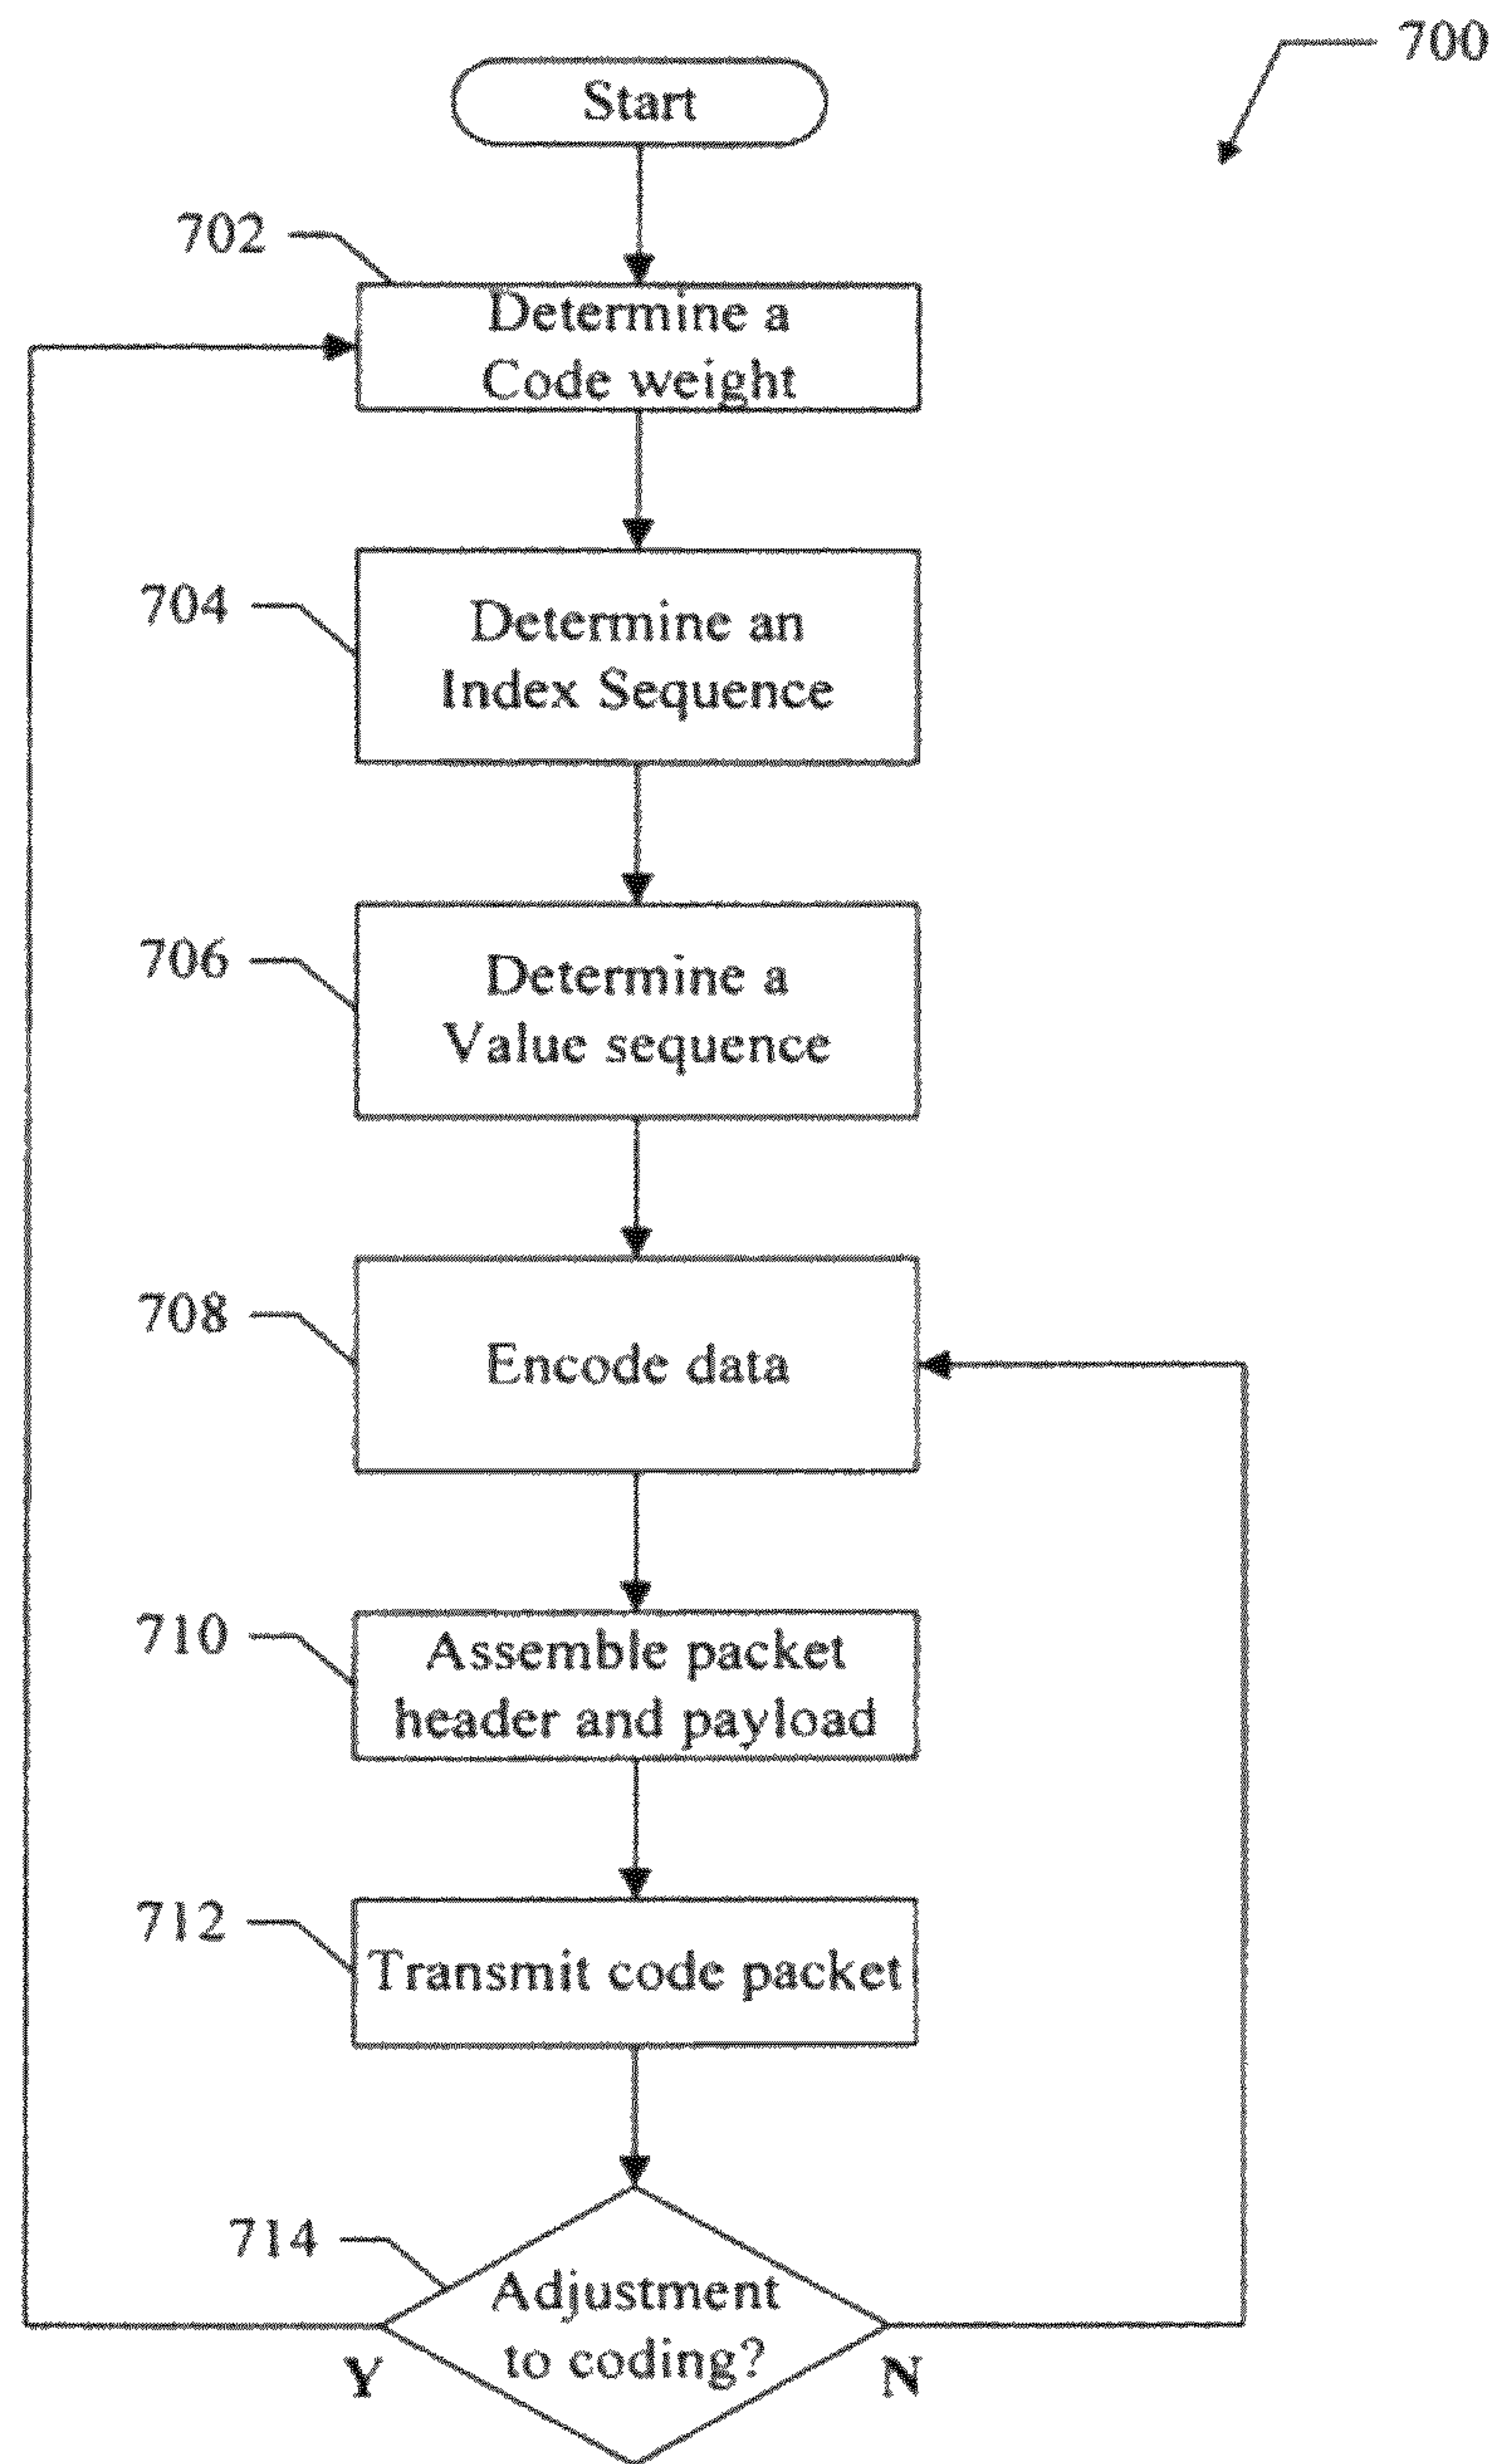 700
Start
702
Determine a
Code weight
704
Determine an
Index Sequence
706
Determine a
Value sequence
708
Encode data
710
Assemble packet
header and payload
712
Transmit code packet
714
Adjustment
to coding?
Y
N